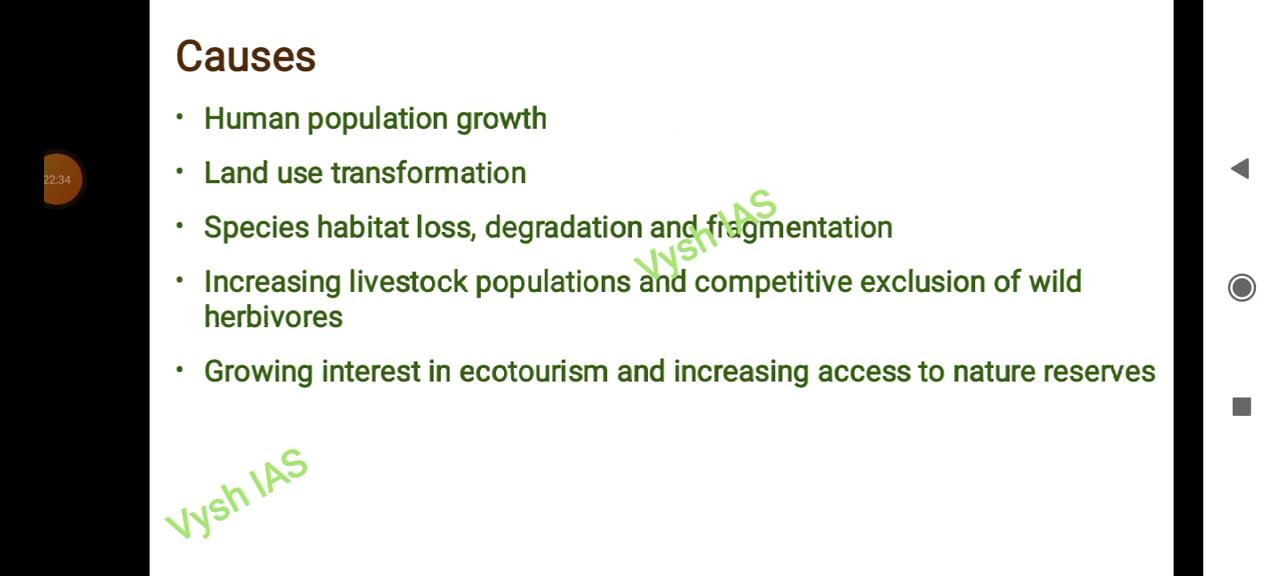 Causes
22:34
• Human population growth
• Land use transformation
• Species habitat loss, degradation and fragmentation
• Increasing livestock populations and competitive exclusion of wild
herbivores
• Growing interest in ecotourism and increasing access to nature reserves
Vysh IAS
Vysh IAS